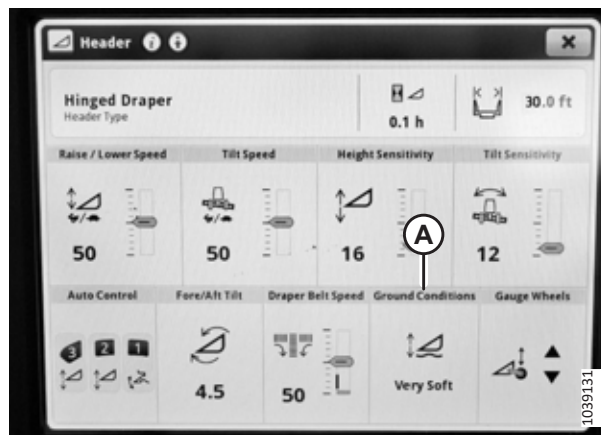 Header
Hinged Draper
Header Type
0.1 h
30.0 ft
Raise / Lower Speed
Tilt Speed
Height Sensitivity
Tilt Sensitivity
50
50
16
12
A
Auto Control
Fore/Aft Tilt
Draper Belt Speed
Ground Conditions
Gauge Wheels
3 2 1
4.5
50
Very Soft
1039131